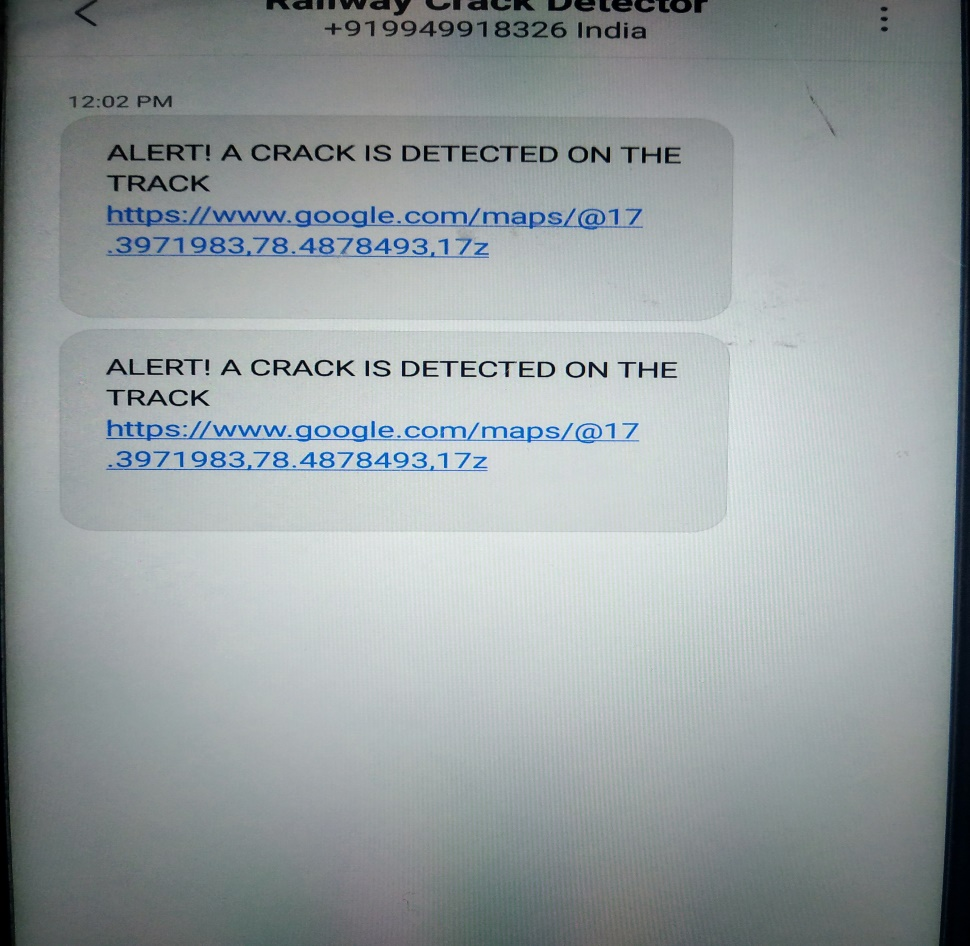 Railway Crack Detector
+919949918326 India
12:02 PM
ALERT! A CRACK IS DETECTED ON THE
TRACK
https://www.google.com/maps/@17
.3971983,78.4878493,17z
ALERT! A CRACK IS DETECTED ON THE
TRACK
https://www.google.com/maps/@17
.3971983,78.4878493,17z